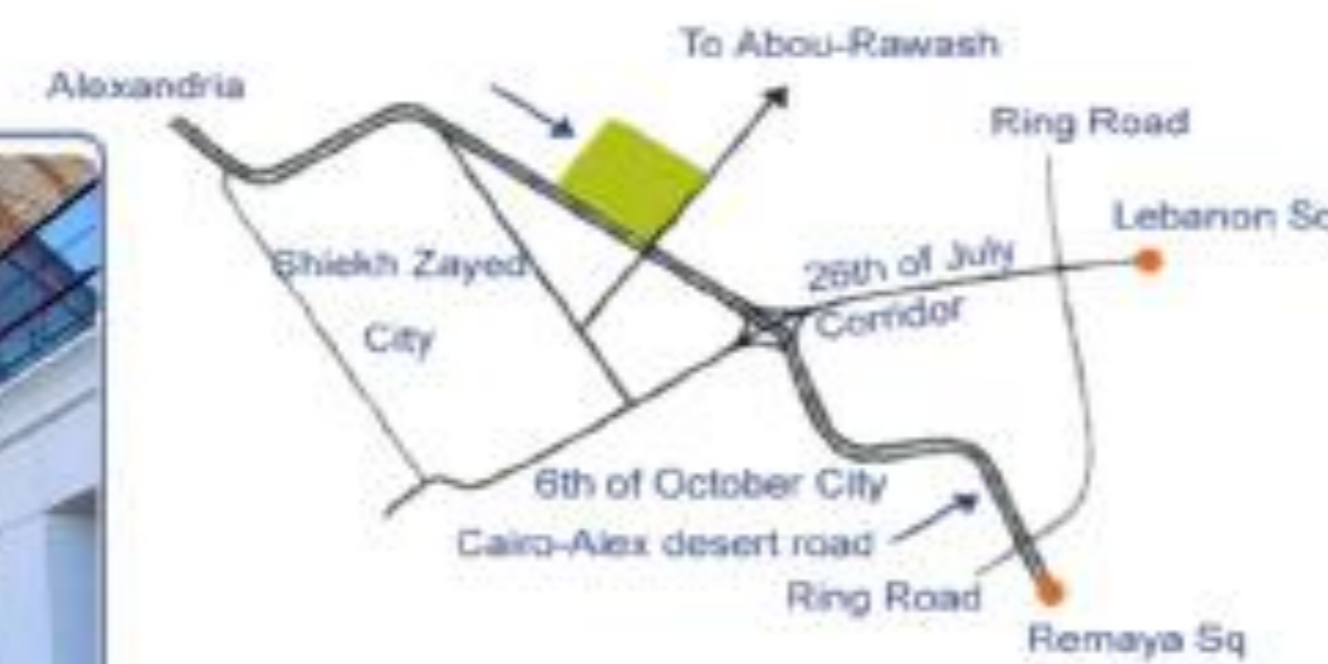 To Abou-Rawash
Alexandria
Ring Road
Lebanon Sq
26th of July
Corridor
Shiekh Zayed
City
6th of October City
Cairo-Alex desert road
Ring Road
Remaya Sq